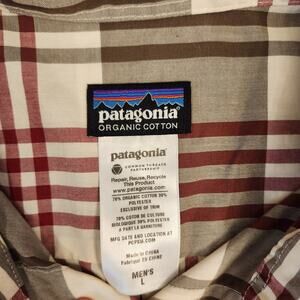 patagonia®
ORGANIC COTTON
patagonia®
COMMON THREADS
PARTNERSHIP
Repair, Reuse, Recycle
This Product
www.patagonia.com
70% ORGANIC COTTON 30%
POLYESTER
EXCLUSIVE OF TRIM
70% COTON DE CULTURE
BIOLOGIQUE 30% POLYESTER
A PART LA GARNITURE
MFG DATE AND LOCATION AT
PCPSIA.COM
Made in CHINA
Fabriqué en CHINE
MEN'S
L